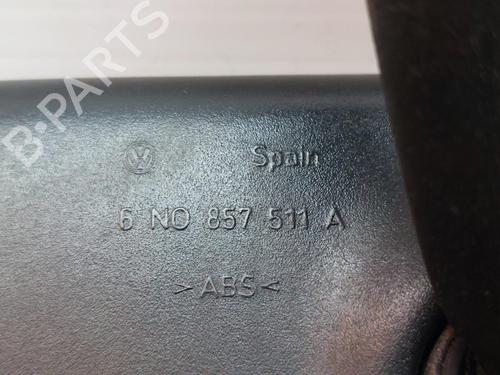 B-PARTS
Spain
6 NO 857 511 A
>ABS<